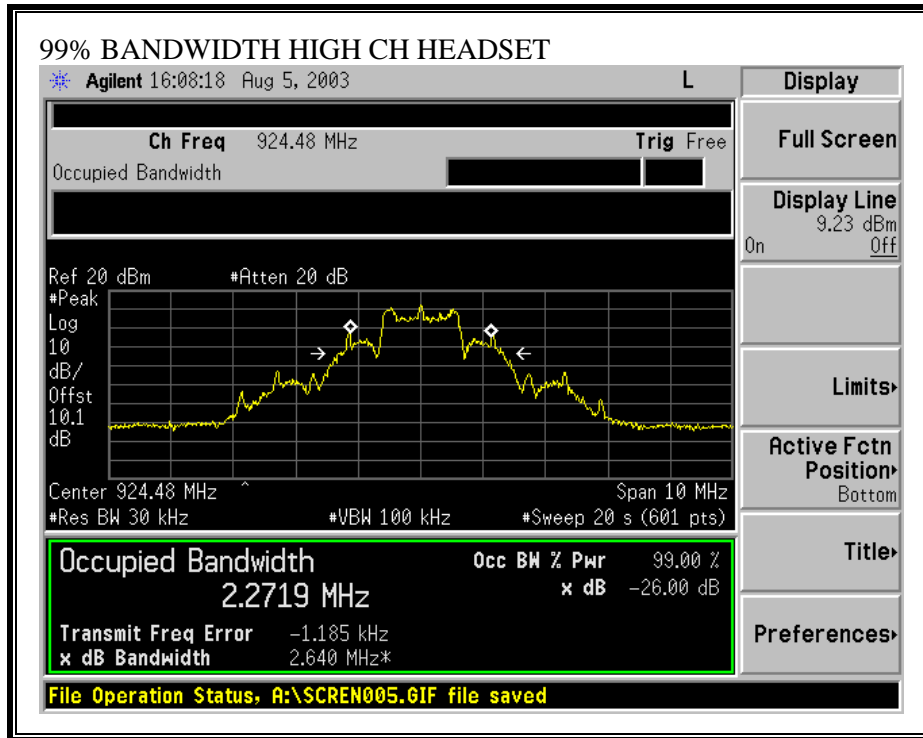 99% BANDWIDTH HIGH CH HEADSET
Agilent 16:08:18 Aug 5, 2003 L
Display
Ch Freq 924.48 MHz Trig Free
Occupied Bandwidth
Full Screen
Display Line
9.23 dBm
On Off
Ref 20 dBm #Atten 20 dB
#Peak
Log
10
dB/
Offst
10.1
dB
Center 924.48 MHz ^ Span 10 MHz
#Res BW 30 kHz #VBW 100 kHz #Sweep 20 s (601 pts)
Limits
Active Fctn
Position
Bottom
Title
Preferences
Occupied Bandwidth Occ BW % Pwr 99.00 %
2.2719 MHz x dB -26.00 dB
Transmit Freq Error -1.185 kHz
x dB Bandwidth 2.640 MHz*
File Operation Status, A:\SCREN005.GIF file saved